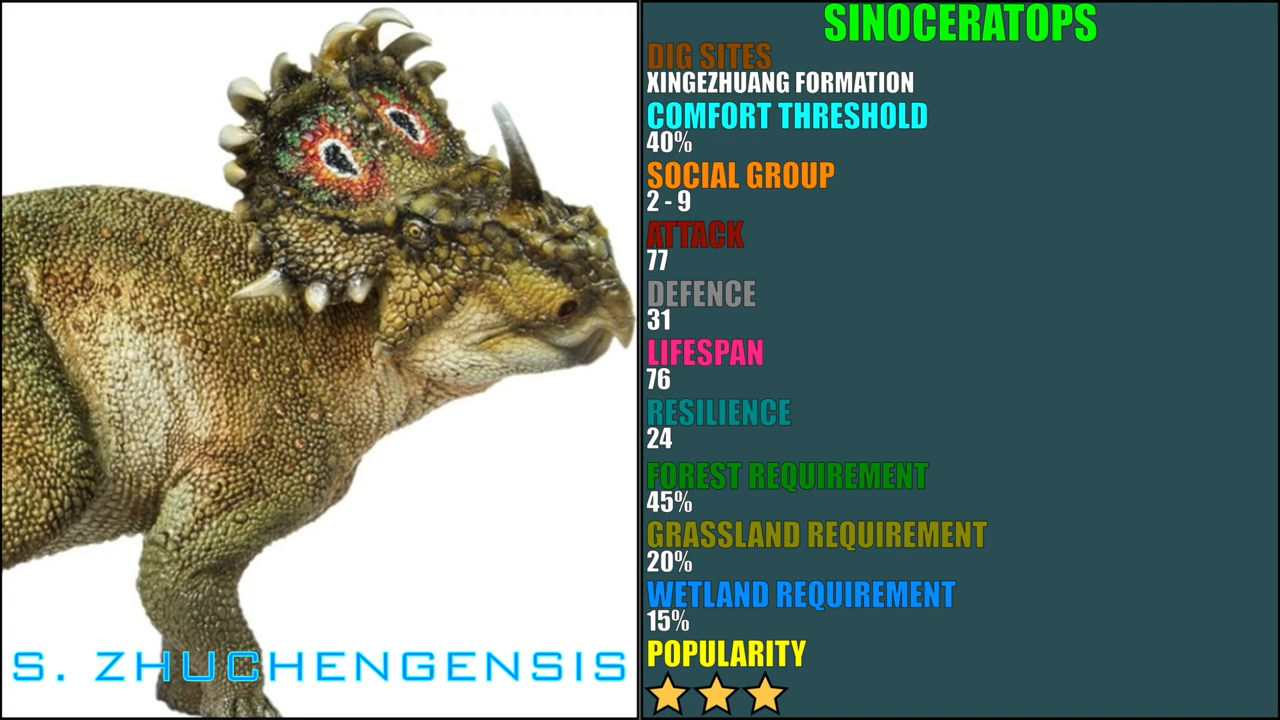 SINOCERATOPS
DIG SITES
XINGEZHUANG FORMATION
COMFORT THRESHOLD
40%
SOCIAL GROUP
2 - 9
ATTACK
77
DEFENCE
31
LIFESPAN
76
RESILIENCE
24
FOREST REQUIREMENT
45%
GRASSLAND REQUIREMENT
20%
WETLAND REQUIREMENT
15%
POPULARITY
S. ZHUCHENGENSIS